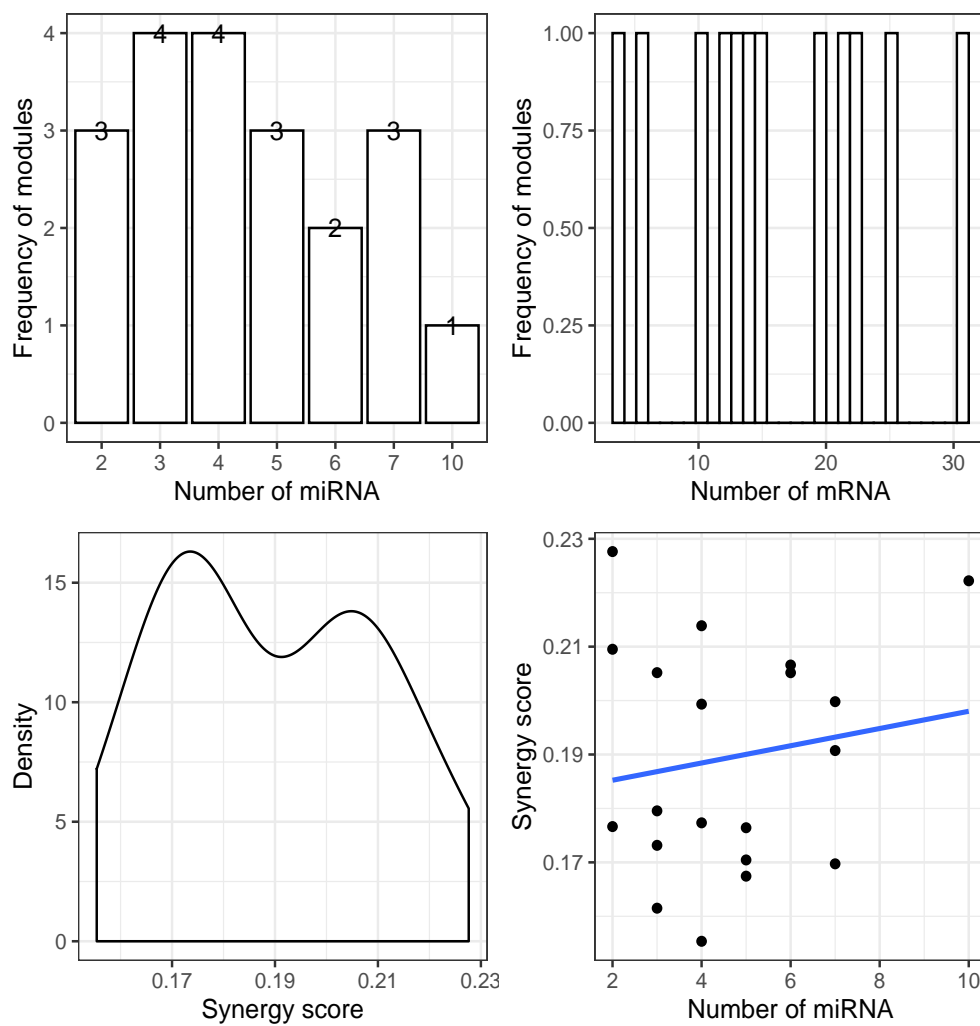 Frequency of modules
4
3
2
1
0
3
4
4
3
2
3
1
2 3 4 5 6 7 10
Number of miRNA
Frequency of modules
1.00
0.75
0.50
0.25
0.00
10 20 30
Number of mRNA
Density
15
10
5
0
0.17 0.19 0.21 0.23
Synergy score
Synergy score
0.23
0.21
0.19
0.17
2 4 6 8 10
Number of miRNA